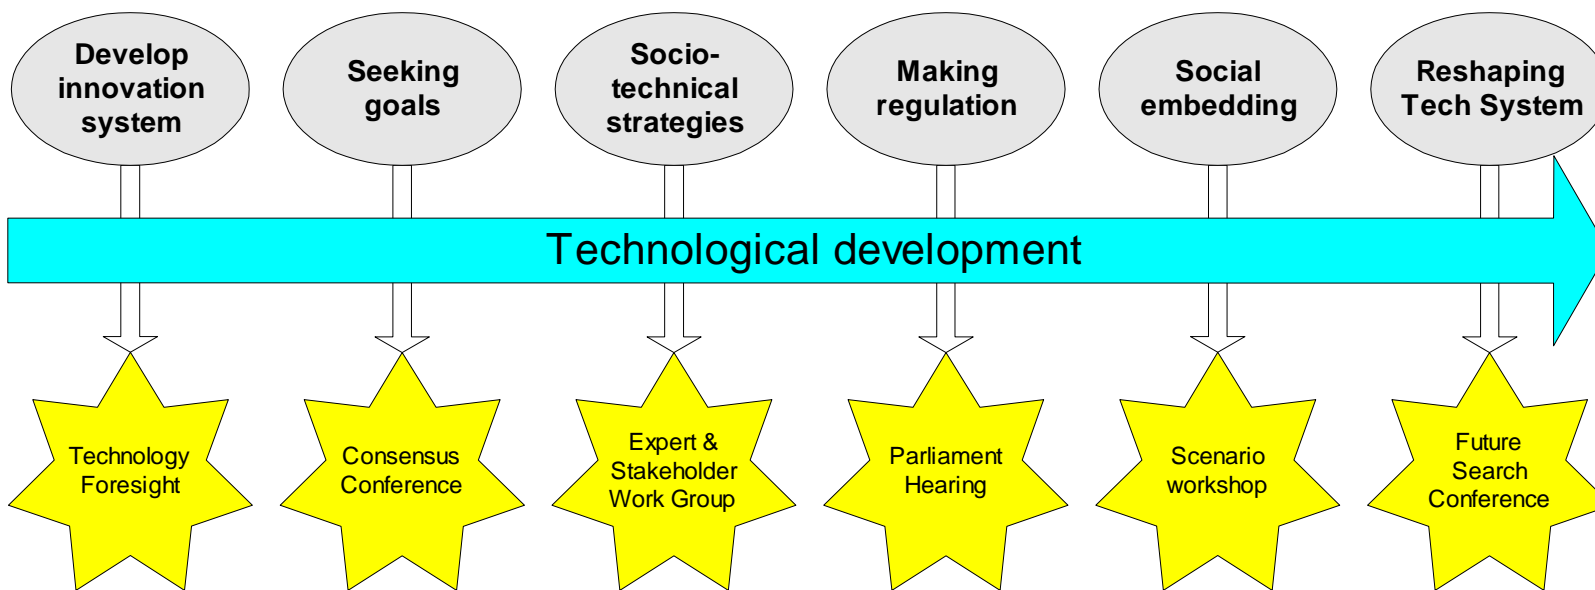 Develop
innovation
system
Seeking
goals
Socio-
technical
strategies
Making
regulation
Social
embedding
Reshaping
Tech System
Technological development
Technology
Foresight
Consensus
Conference
Expert &
Stakeholder
Work Group
Parliament
Hearing
Scenario
workshop
Future
Search
Conference